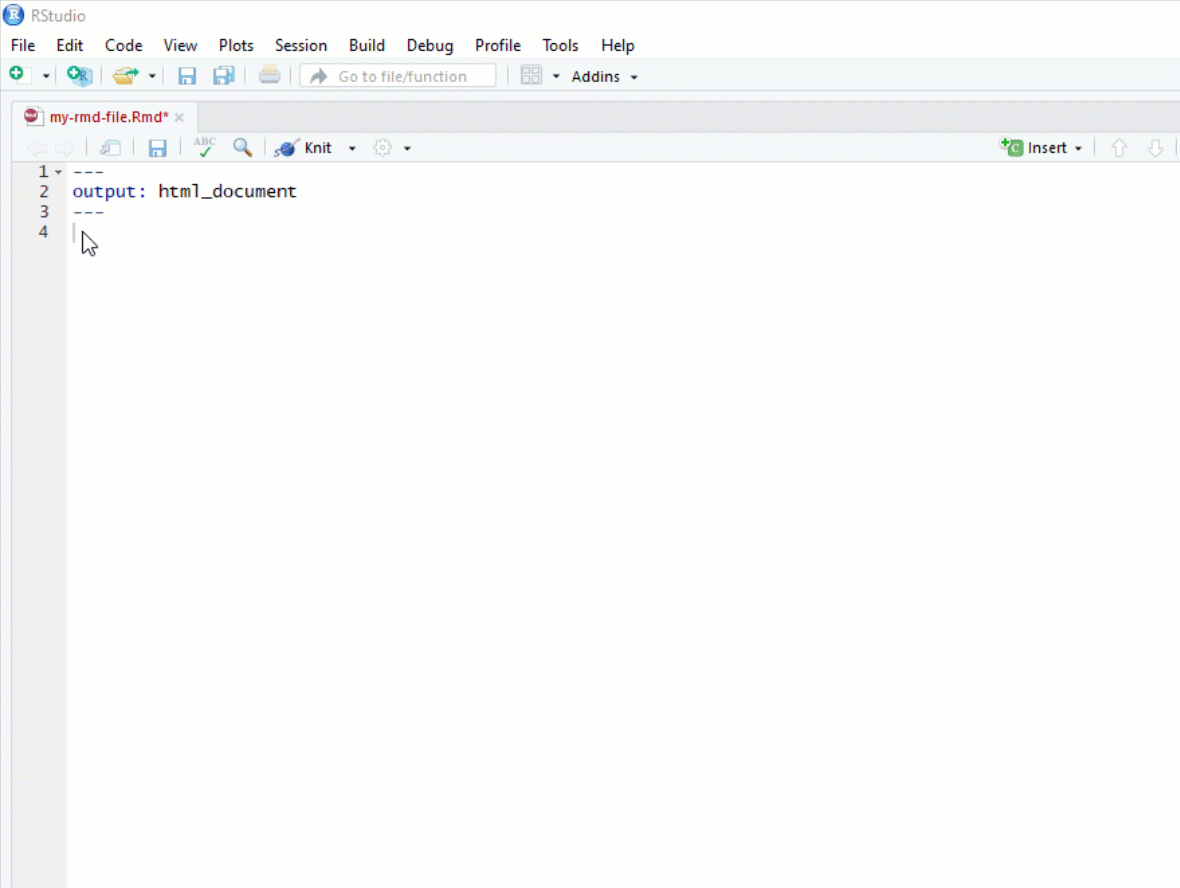 RStudio
File Edit Code View Plots Session Build Debug Profile Tools Help
Go to file/function Addins
my-rmd-file.Rmd*
ABC Knit Insert
1 ---
2 output: html_document
3 ---
4